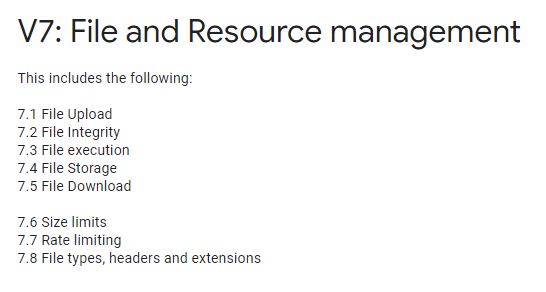 V7: File and Resource management
This includes the following:
7.1 File Upload
7.2 File Integrity
7.3 File execution
7.4 File Storage
7.5 File Download
7.6 Size limits
7.7 Rate limiting
7.8 File types, headers and extensions